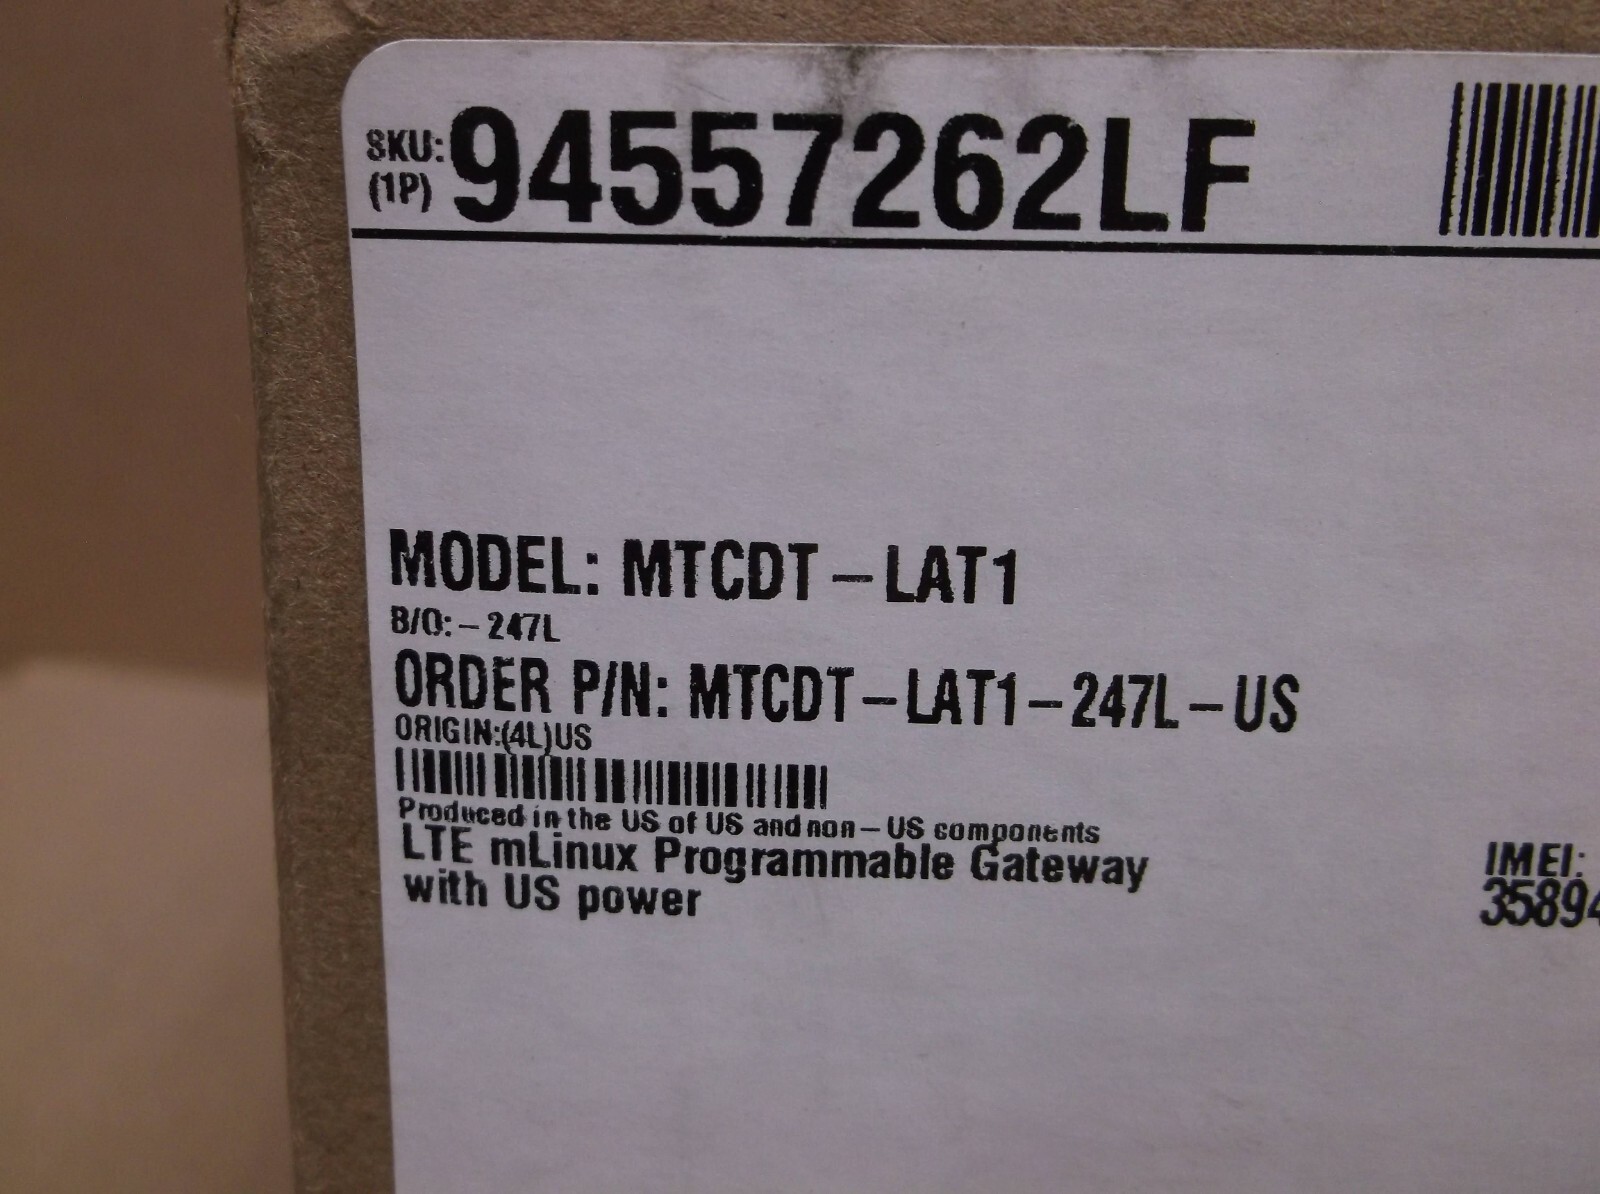 SKU: 94557262LF
(1P)
MODEL: MTCDT-LAT1
B/O:-247L
ORDER P/N: MTCDT-LAT1-247L-US
ORIGIN:(4L)US
Produced in the US of US and non-US components
LTE mLinux Programmable Gateway
with US power
IMEI:
35894